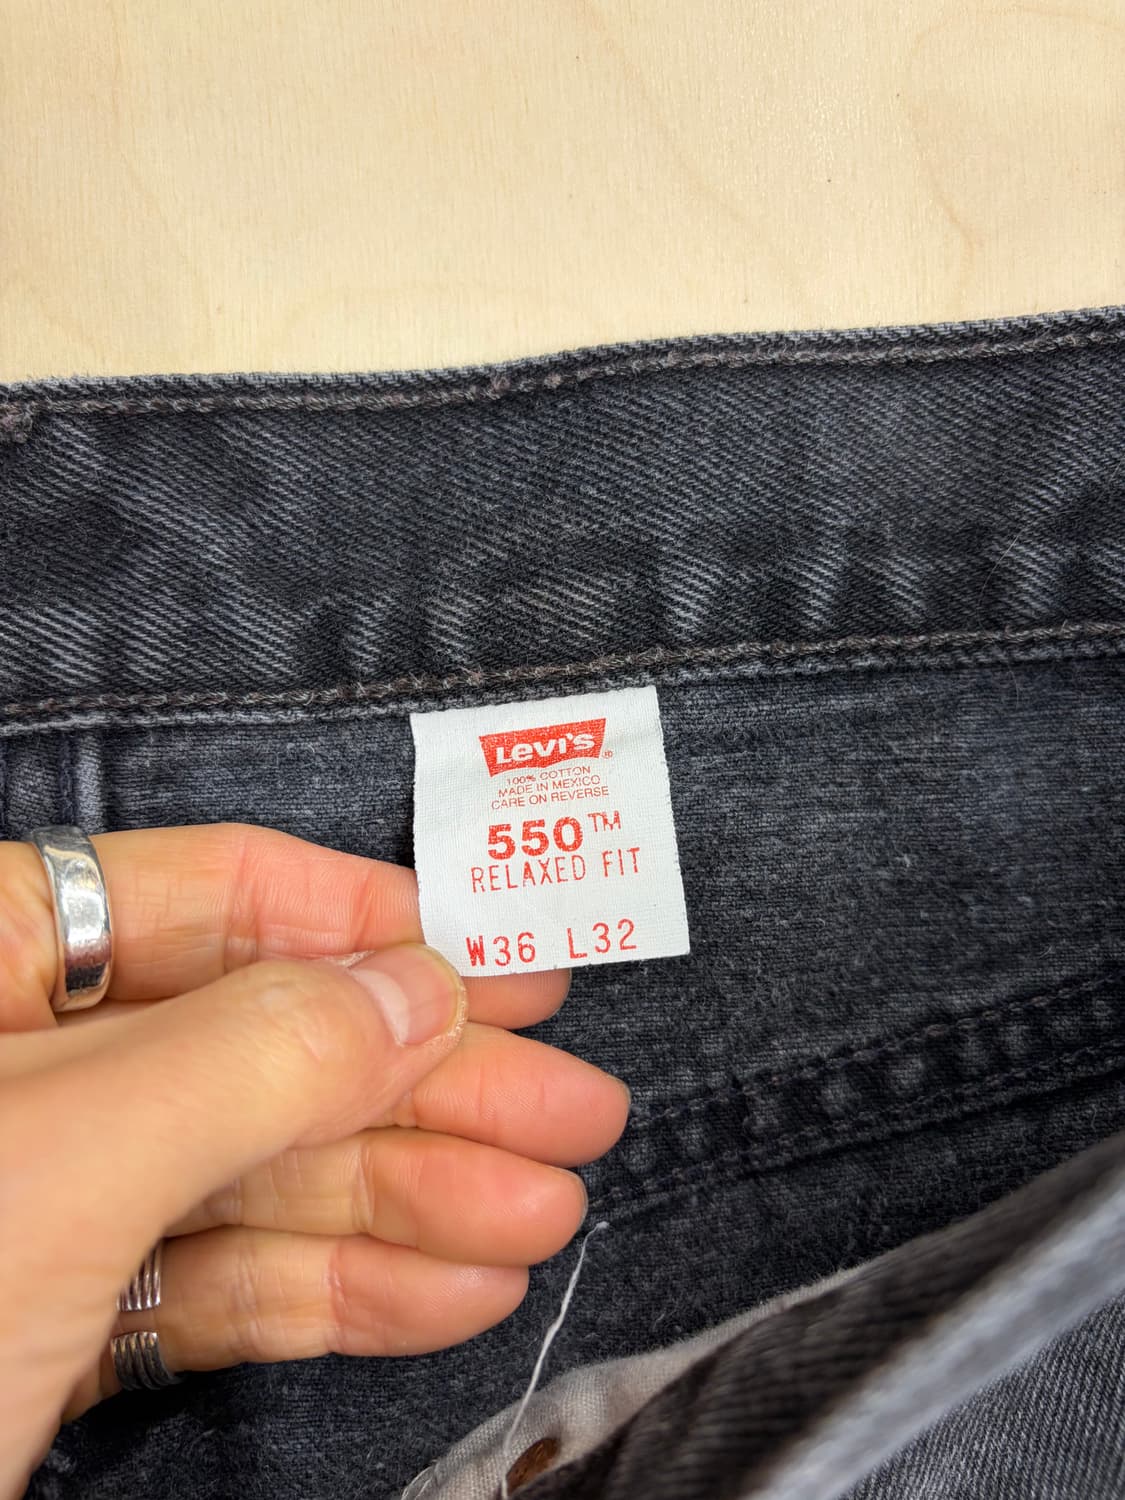 Levi's®
100% COTTON
MADE IN MEXICO
CARE ON REVERSE
550™
RELAXED FIT
W36 L32